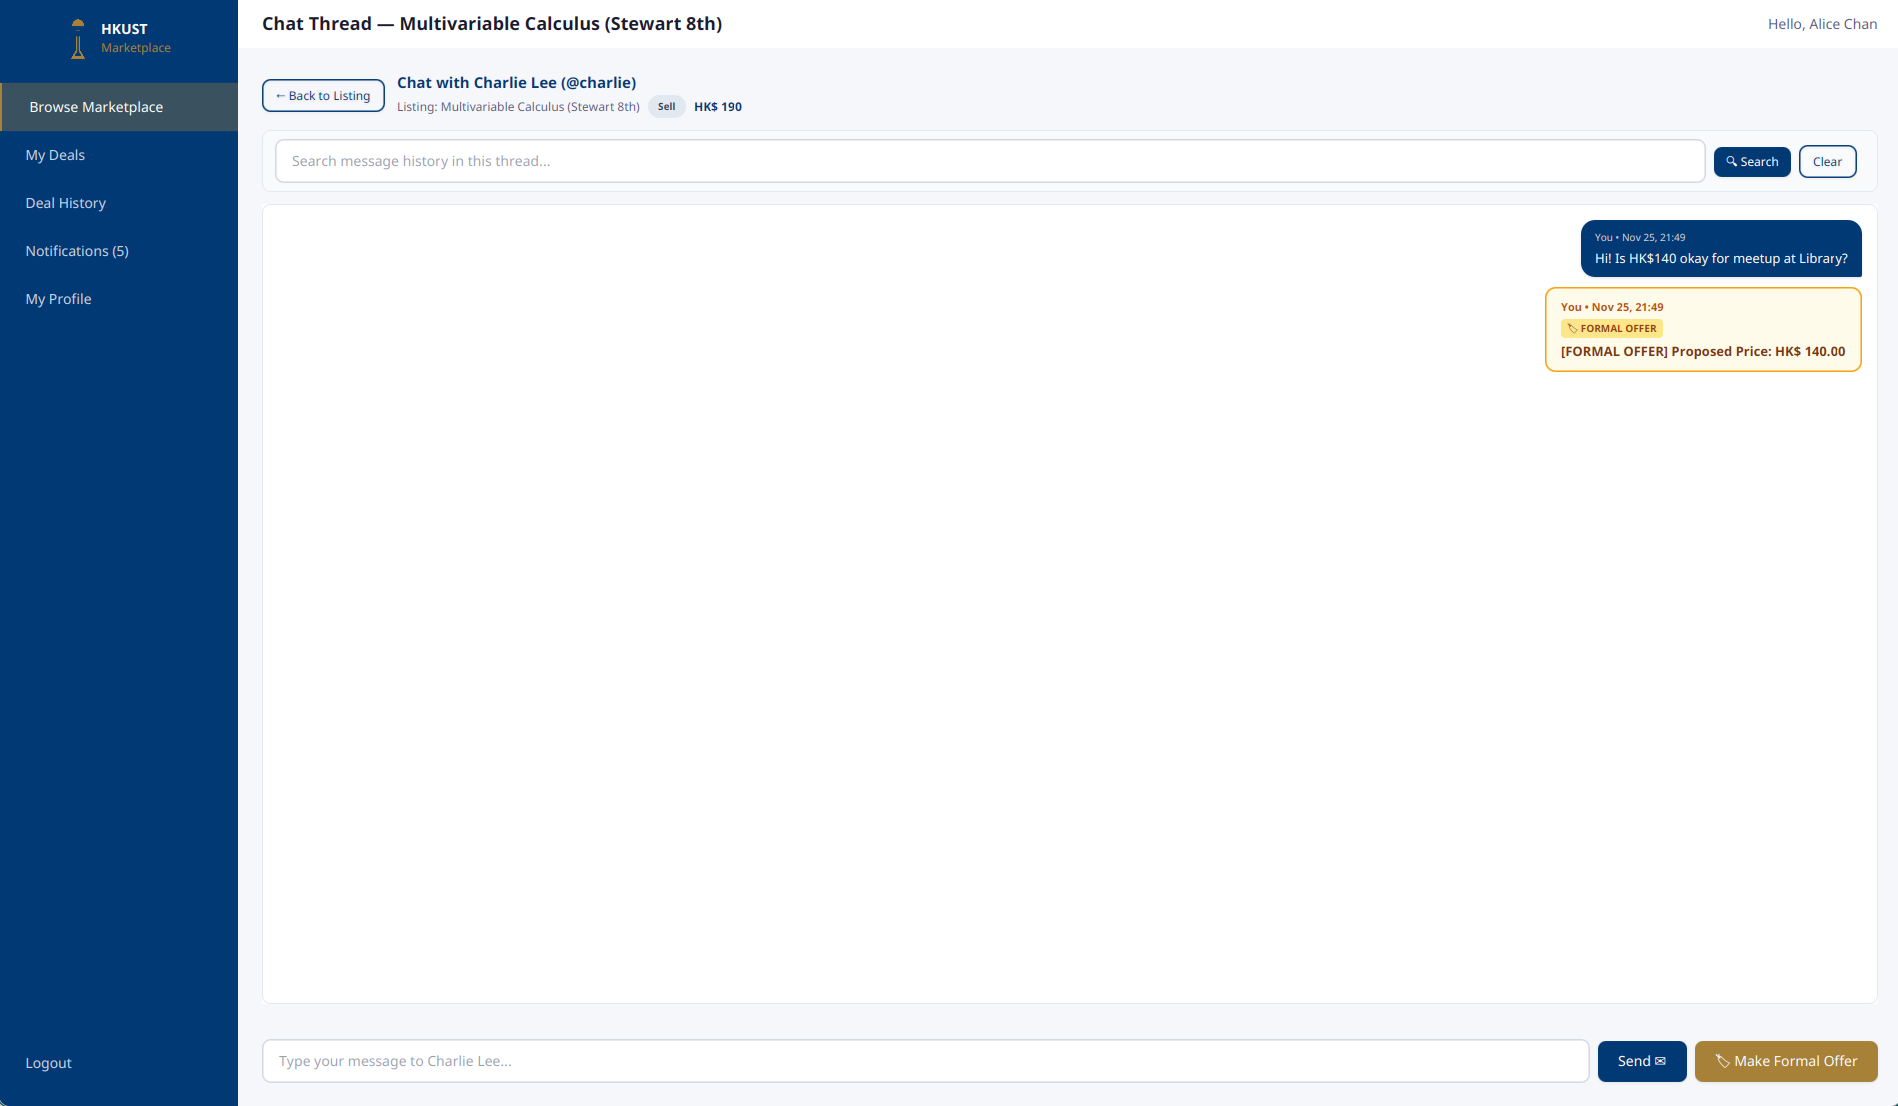 HKUST
Marketplace
Browse Marketplace
My Deals
Deal History
Notifications (5)
My Profile
Logout
Chat Thread — Multivariable Calculus (Stewart 8th)
Hello, Alice Chan
← Back to Listing
Chat with Charlie Lee (@charlie)
Listing: Multivariable Calculus (Stewart 8th) Sell HK$ 190
Search message history in this thread...
🔍 Search
Clear
You • Nov 25, 21:49
Hi! Is HK$140 okay for meetup at Library?
You • Nov 25, 21:49
🏷 FORMAL OFFER
[FORMAL OFFER] Proposed Price: HK$ 140.00
Type your message to Charlie Lee...
Send ✉
🏷 Make Formal Offer